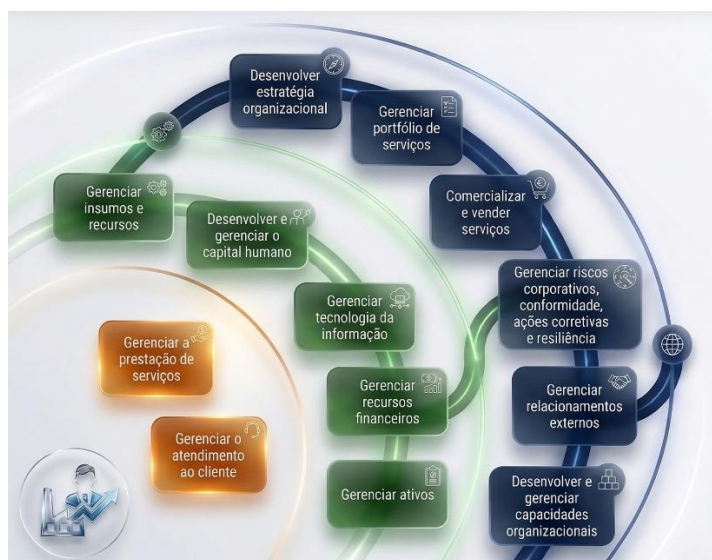 Desenvolver
estratégia
organizacional
Gerenciar
portfólio de
serviços
Comercializar
e vender
serviços
Gerenciar riscos
corporativos,
conformidade,
ações corretivas
e resiliência
Gerenciar
relacionamentos
externos
Desenvolver e
gerenciar
capacidades
organizacionais
Gerenciar
insumos e
recursos
Desenvolver e
gerenciar o
capital humano
Gerenciar
tecnologia da
informação
Gerenciar
recursos
financeiros
Gerenciar ativos
Gerenciar a
prestação de
serviços
Gerenciar o
atendimento
ao cliente